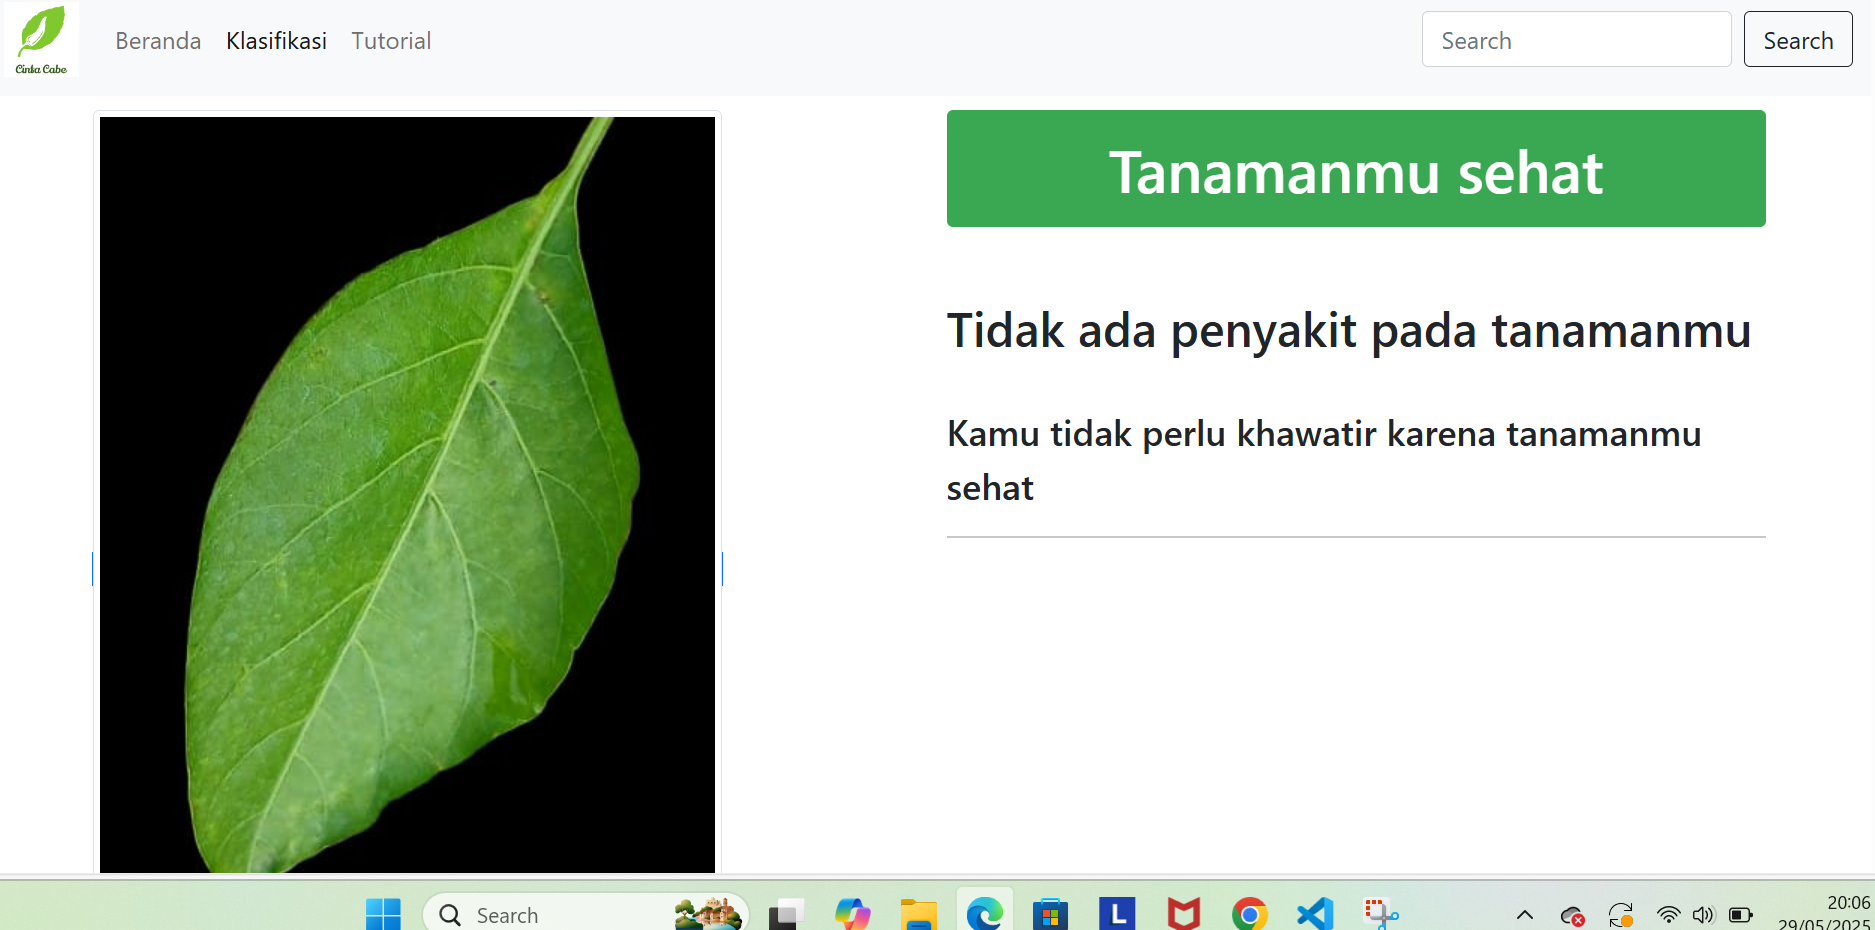 Cinta Cabe
Beranda Klasifikasi Tutorial
Search
Search
Tanamanmu sehat
Tidak ada penyakit pada tanamanmu
Kamu tidak perlu khawatir karena tanamanmu
sehat
Search
L
20:06
29/05/2025